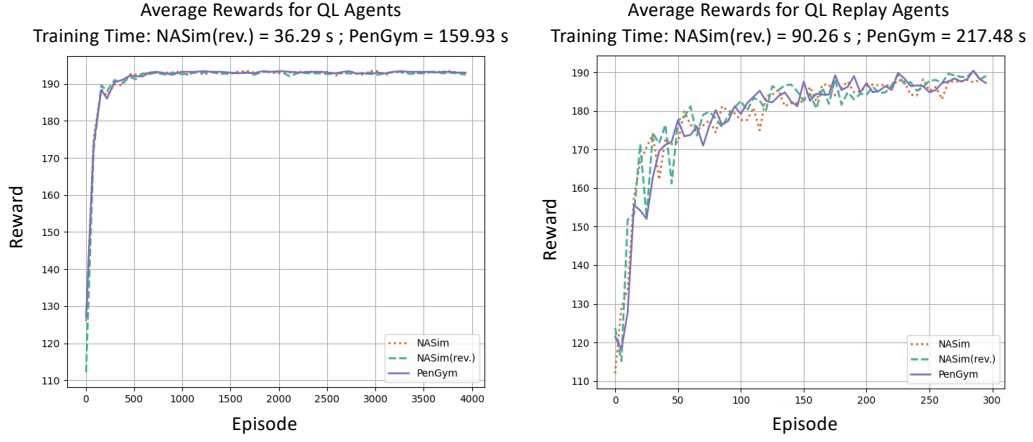 Average Rewards for QL Agents
Training Time: NASim(rev.) = 36.29 s ; PenGym = 159.93 s
190
180
170
160
150
140
130
120
110
0
500
1000
1500
2000
2500
3000
3500
4000
Reward
Episode
NASim
NASim(rev.)
PenGym
Average Rewards for QL Replay Agents
Training Time: NASim(rev.) = 90.26 s ; PenGym = 217.48 s
190
180
170
160
150
140
130
120
110
0
50
100
150
200
250
300
Reward
Episode
NASim
NASim(rev.)
PenGym